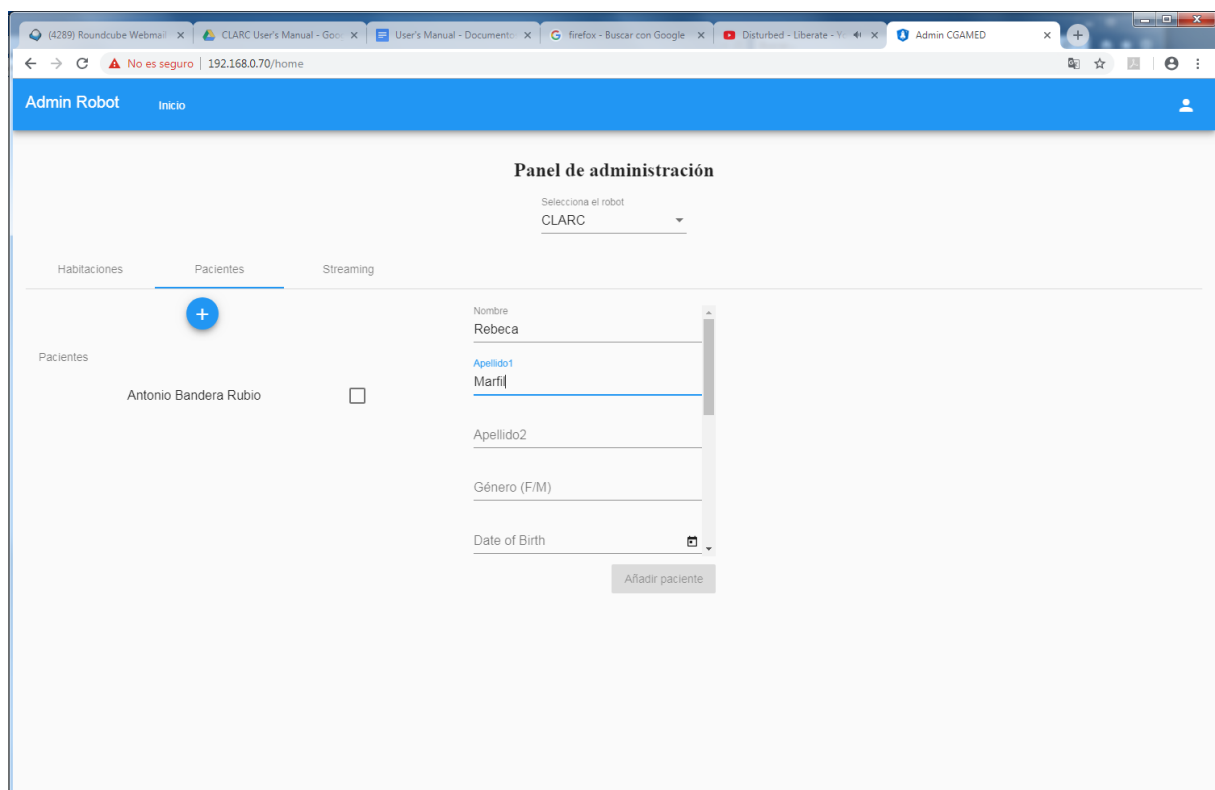 (4289) Roundcube Webmail
CLARC User's Manual - Goo
User's Manual - Documento
firefox - Buscar con Google
Disturbed - Liberate - Y
Admin CGAMED
No es seguro | 192.168.0.70/home
Admin Robot
Inicio
Panel de administración
Selecciona el robot
CLARC
Habitaciones
Pacientes
Streaming
+
Pacientes
Antonio Bandera Rubio
Nombre
Rebeca
Apellido1
Marfil
Apellido2
Género (F/M)
Date of Birth
Añadir paciente